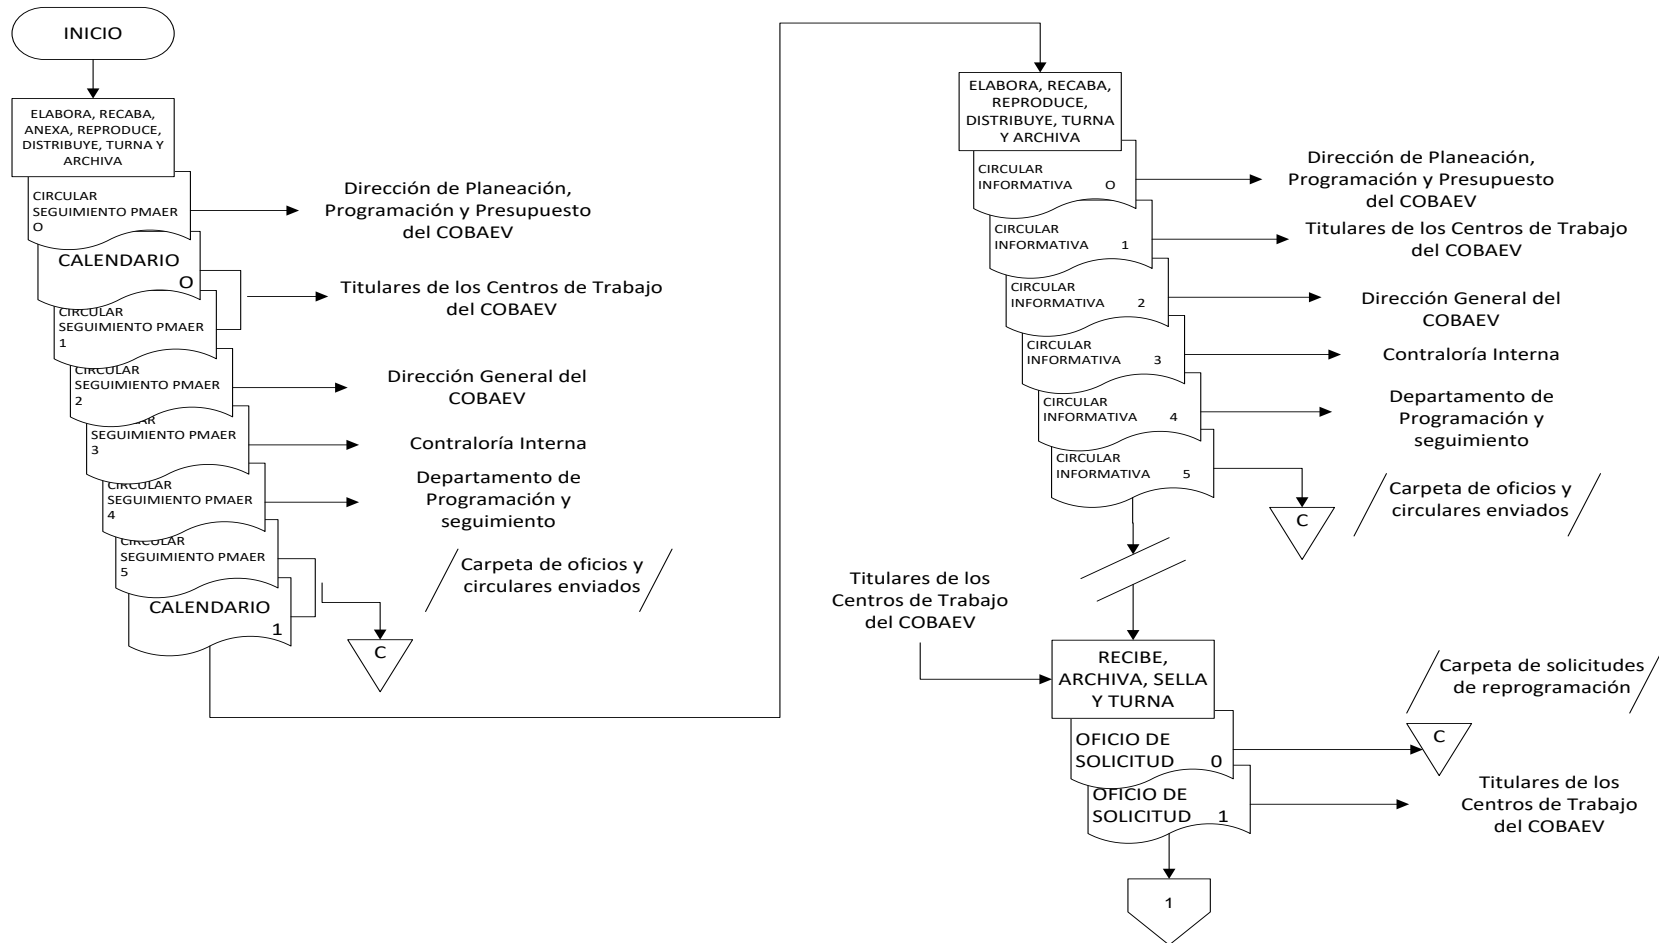 INICIO
ELABORA, RECABA,
ANEXA, REPRODUCE,
DISTRIBUYE, TURNA Y
ARCHIVA
CIRCULAR
SEGUIMIENTO PMAER
O
Dirección de Planeación,
Programación y Presupuesto
del COBAEV
CALENDARIO
O
Titulares de los Centros de Trabajo
del COBAEV
CIRCULAR
SEGUIMIENTO PMAER
1
CIRCULAR
SEGUIMIENTO PMAER
2
Dirección General del
COBAEV
CIRCULAR
SEGUIMIENTO PMAER
3
Contraloría Interna
CIRCULAR
SEGUIMIENTO PMAER
4
Departamento de
Programación y
seguimiento
CIRCULAR
SEGUIMIENTO PMAER
5
CALENDARIO
1
Carpeta de oficios y
circulares enviados
C
ELABORA, RECABA,
REPRODUCE,
DISTRIBUYE, TURNA
Y ARCHIVA
CIRCULAR
INFORMATIVA O
Dirección de Planeación,
Programación y Presupuesto
del COBAEV
CIRCULAR
INFORMATIVA 1
Titulares de los Centros de Trabajo
del COBAEV
CIRCULAR
INFORMATIVA 2
Dirección General del
COBAEV
CIRCULAR
INFORMATIVA 3
Contraloría Interna
CIRCULAR
INFORMATIVA 4
Departamento de
Programación y
seguimiento
CIRCULAR
INFORMATIVA 5
Carpeta de oficios y
circulares enviados
C
Titulares de los
Centros de Trabajo
del COBAEV
RECIBE,
ARCHIVA, SELLA
Y TURNA
Carpeta de solicitudes
de reprogramación
C
OFICIO DE
SOLICITUD 0
OFICIO DE
SOLICITUD 1
Titulares de los
Centros de Trabajo
del COBAEV
1